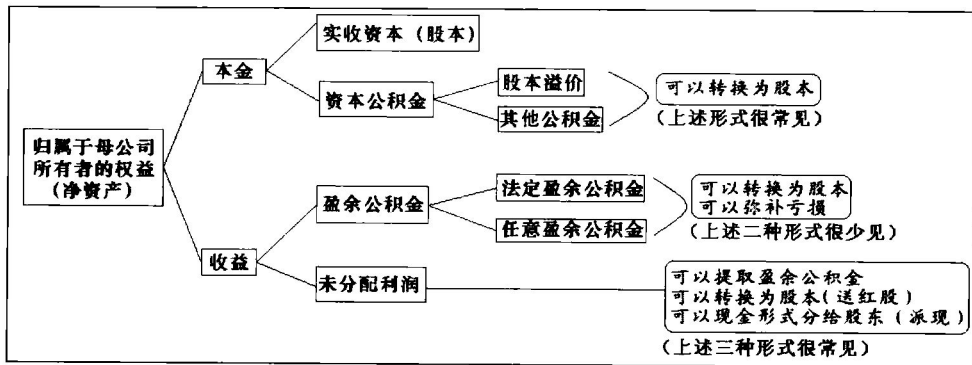 归属于母公司
所有者的权益
(净资产)
本金
实收资本(股本)
资本公积金
股本溢价
其他公积金
可以转换为股本
(上述形式很常见)
收益
盈余公积金
法定盈余公积金
任意盈余公积金
可以转换为股本
可以弥补亏损
(上述二种形式很少见)
未分配利润
可以提取盈余公积金
可以转换为股本(送红股)
可以现金形式分给股东(派现)
(上述三种形式很常见)